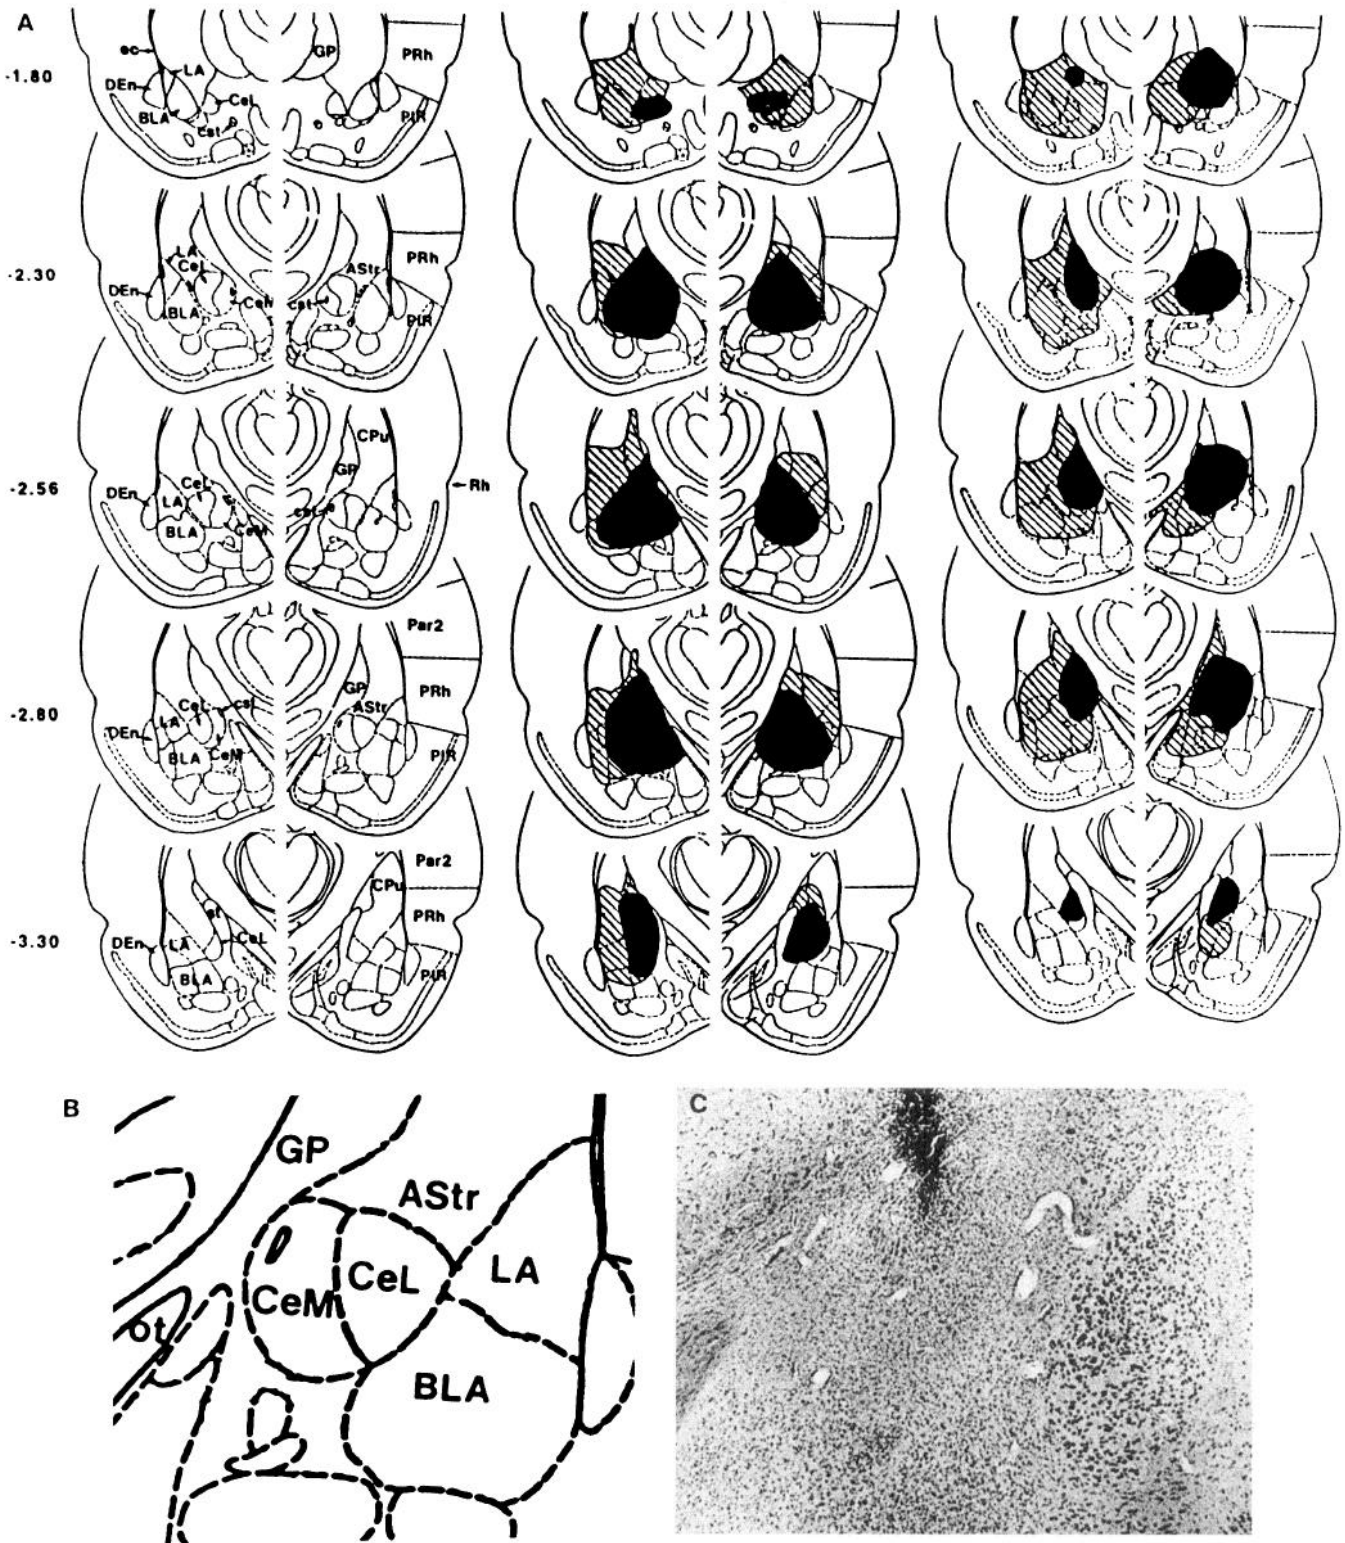 A
-1.80
ec
LA
DEn
BLA
CeL
cst
GP
PRh
PIR
-2.30
LA
CeL
DEn
BLA
CeM
cst
AStr
PRh
PIR
-2.56
DEn
LA
CeL
BLA
CeM
cst
GP
CPu
Rh
-2.80
DEn
LA
CeL
cst
BLA
CeM
GP
AStr
Par2
PRh
PIR
-3.30
DEn
LA
st
CeL
BLA
CPu
Par2
PRh
PIR
B
GP
AStr
CeM
CeL
LA
BLA
ot
C